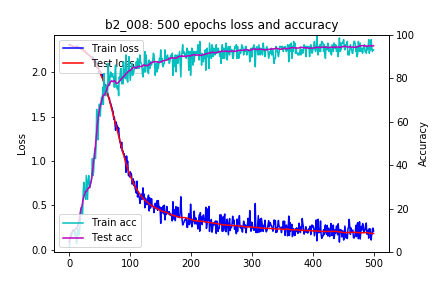 b2_008: 500 epochs loss and accuracy
Train loss
Test loss
Train acc
Test acc
Loss
2.0
1.5
1.0
0.5
0.0
Accuracy
100
80
60
40
20
0
0
100
200
300
400
500